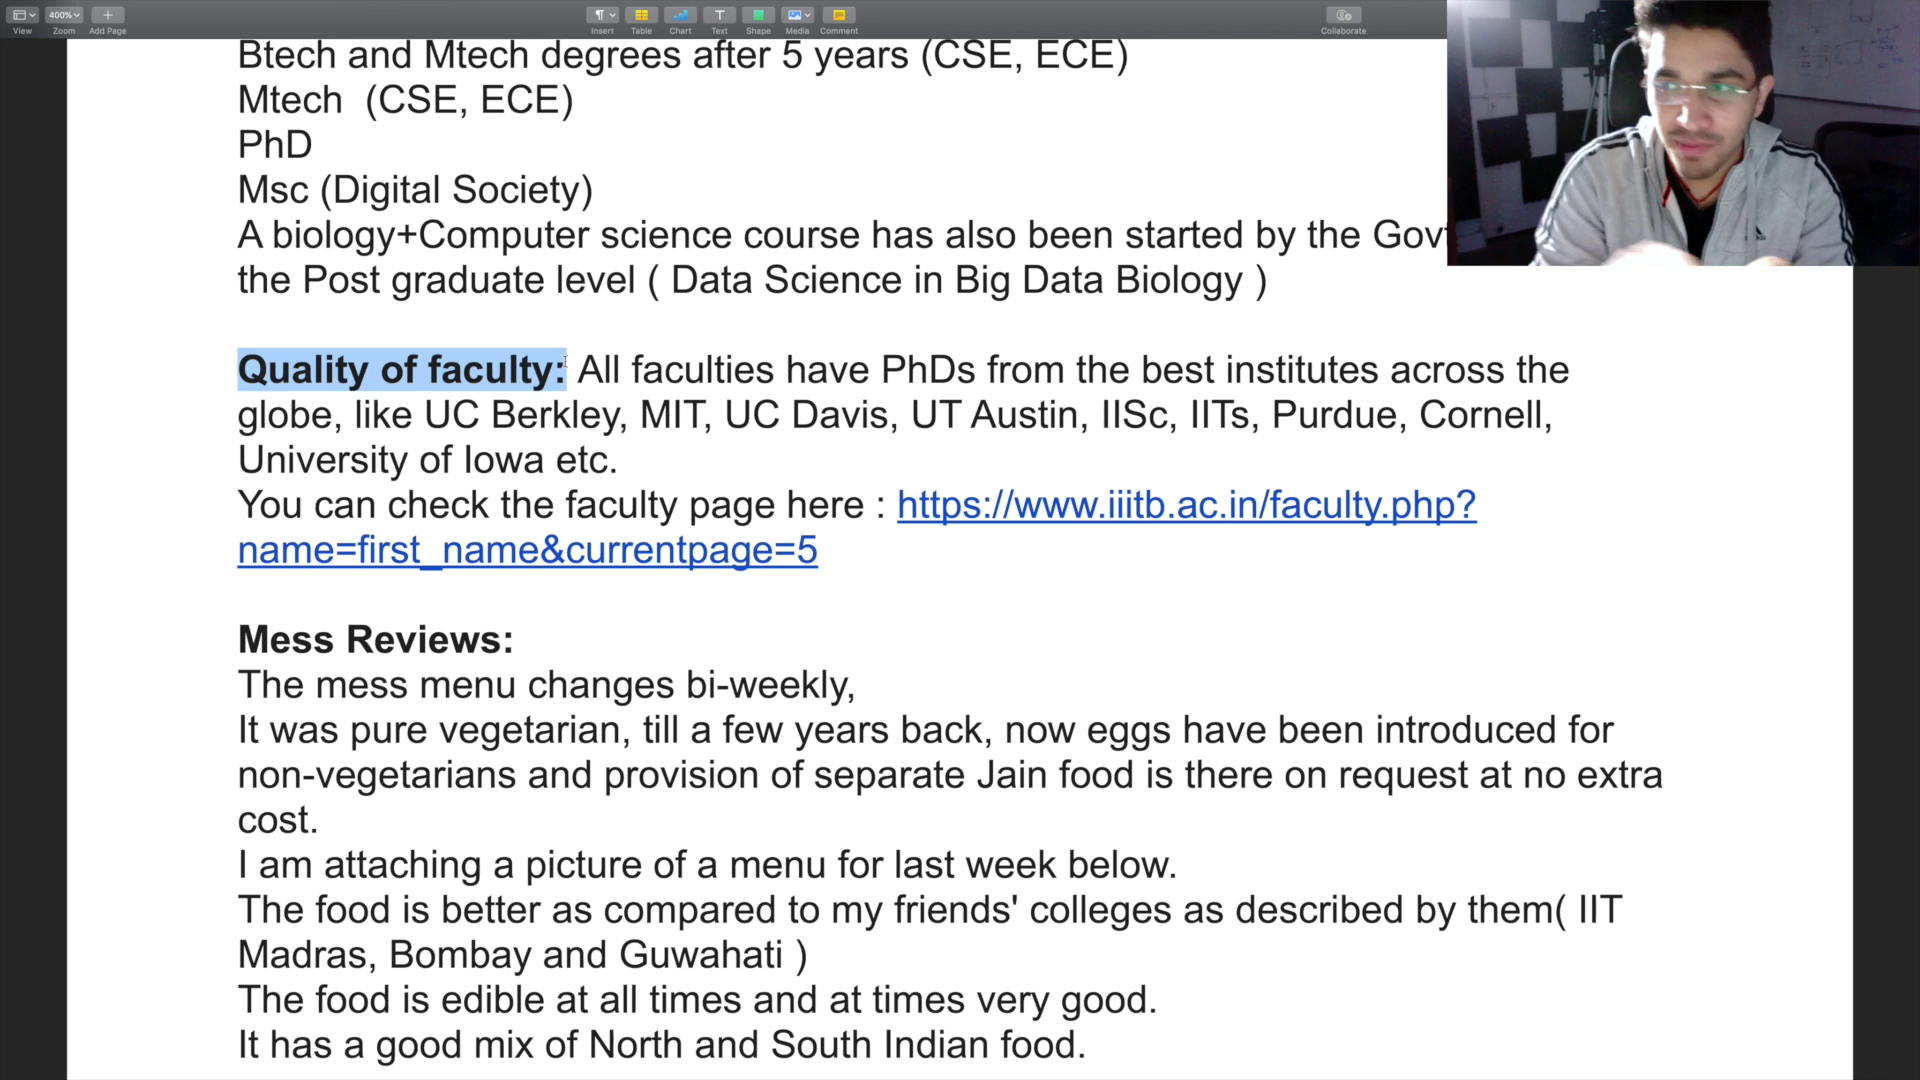 View
400%
Zoom
Add Page
Insert
Table
Chart
Text
Shape
Media
Comment
Collaborate
Btech and Mtech degrees after 5 years (CSE, ECE)
Mtech  (CSE, ECE)
PhD
Msc (Digital Society)
A biology+Computer science course has also been started by the Gov
the Post graduate level ( Data Science in Big Data Biology )
Quality of faculty: All faculties have PhDs from the best institutes across the
globe, like UC Berkley, MIT, UC Davis, UT Austin, IISc, IITs, Purdue, Cornell,
University of Iowa etc.
You can check the faculty page here : https://www.iiitb.ac.in/faculty.php?
name=first_name&currentpage=5
Mess Reviews:
The mess menu changes bi-weekly,
It was pure vegetarian, till a few years back, now eggs have been introduced for
non-vegetarians and provision of separate Jain food is there on request at no extra
cost.
I am attaching a picture of a menu for last week below.
The food is better as compared to my friends' colleges as described by them( IIT
Madras, Bombay and Guwahati )
The food is edible at all times and at times very good.
It has a good mix of North and South Indian food.